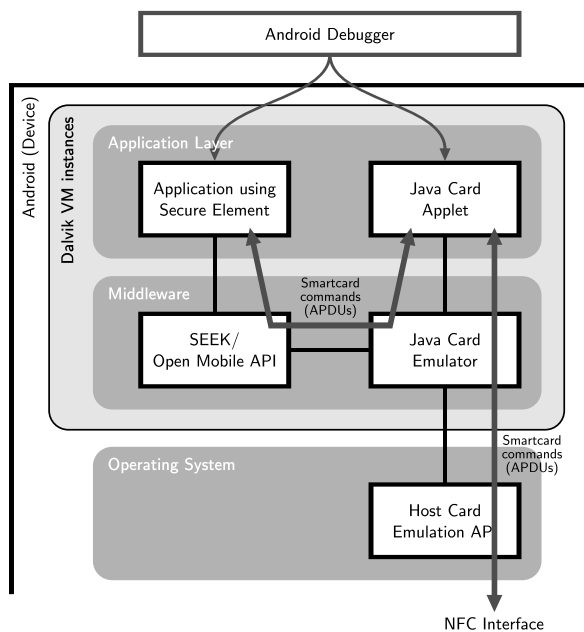 Android Debugger
Android (Device)
Dalvik VM instances
Application Layer
Application using
Secure Element
Java Card
Applet
Smartcard
commands
(APDUs)
Middleware
SEEK/
Open Mobile API
Java Card
Emulator
Smartcard
commands
(APDUs)
Operating System
Host Card
Emulation AP
NFC Interface